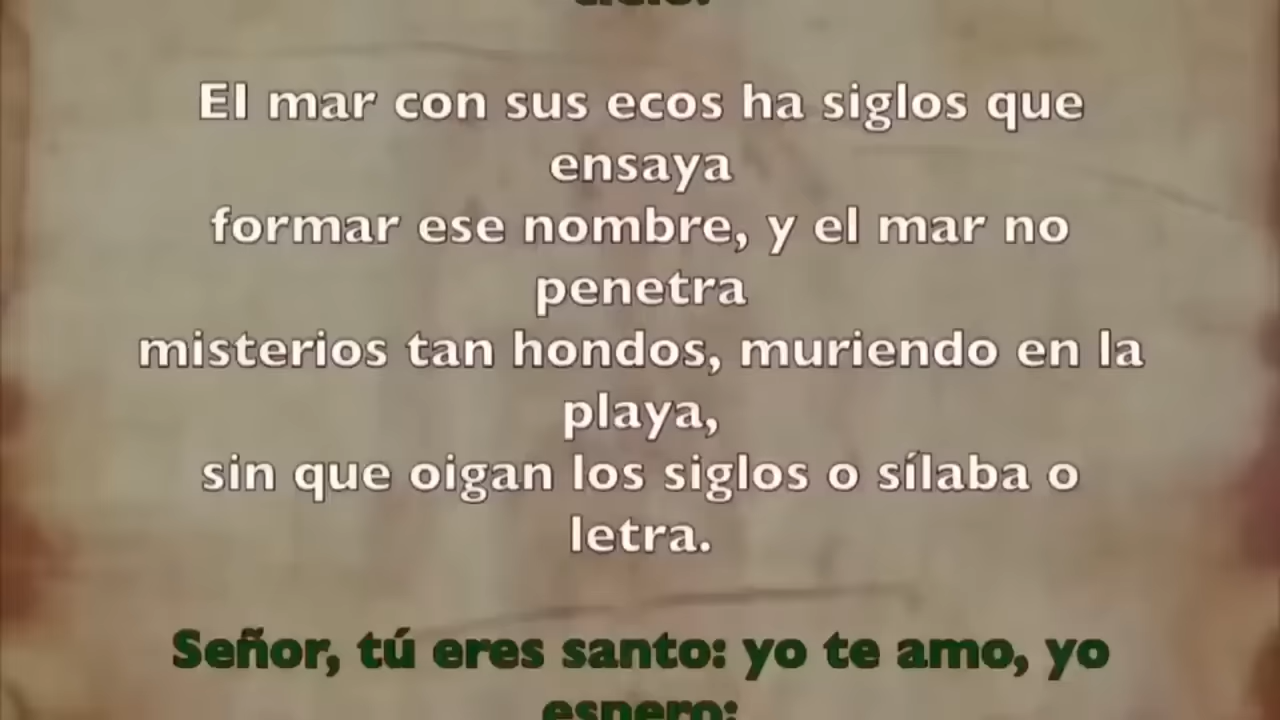 El mar con sus ecos ha siglos que
ensaya
formar ese nombre, y el mar no
penetra
misterios tan hondos, muriendo en la
playa,
sin que oigan los siglos o sílaba o
letra.
Señor, tú eres santo: yo te amo, yo
espero: